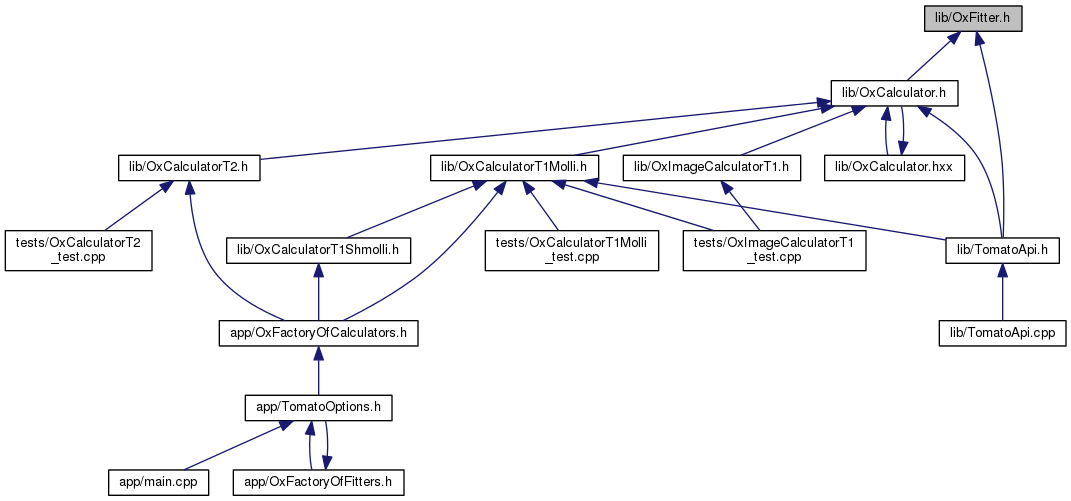 lib/OxFitter.h
lib/OxCalculator.h
lib/OxCalculatorT2.h
lib/OxCalculatorT1Molli.h
lib/OxImageCalculatorT1.h
lib/OxCalculator.hxx
tests/OxCalculatorT2
_test.cpp
lib/OxCalculatorT1Shmolli.h
tests/OxCalculatorT1Molli
_test.cpp
tests/OxImageCalculatorT1
_test.cpp
lib/TomatoApi.h
app/OxFactoryOfCalculators.h
lib/TomatoApi.cpp
app/TomatoOptions.h
app/main.cpp
app/OxFactoryOfFitters.h